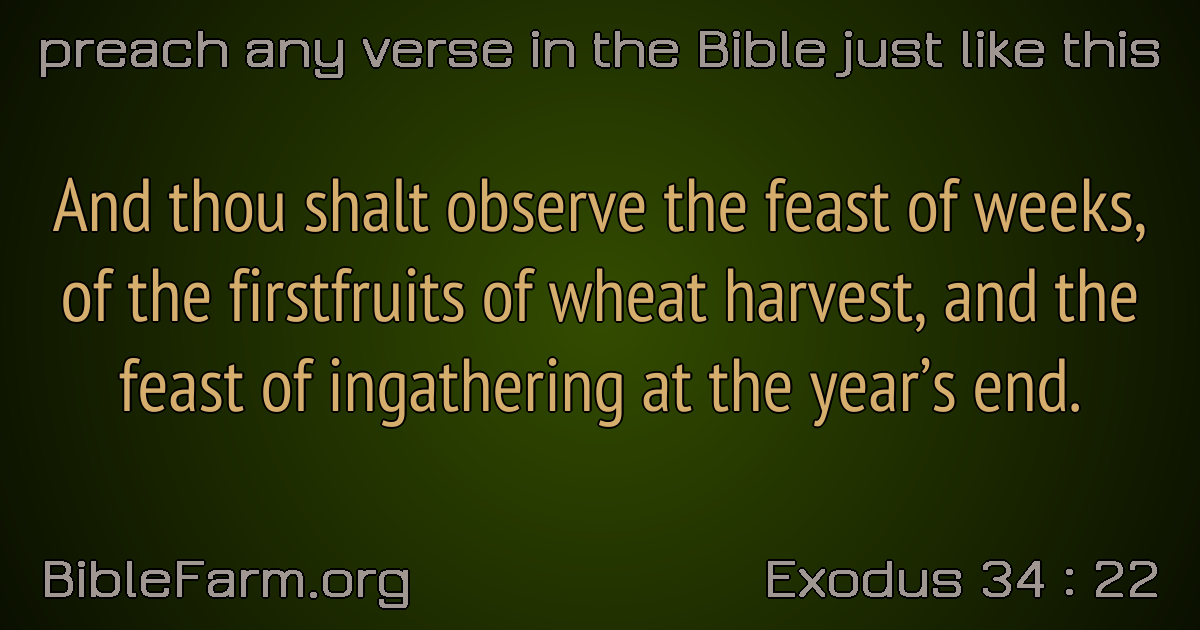 preach any verse in the Bible just like this
And thou shalt observe the feast of weeks,
of the firstfruits of wheat harvest, and the
feast of ingathering at the year’s end.
BibleFarm.org
Exodus 34 : 22